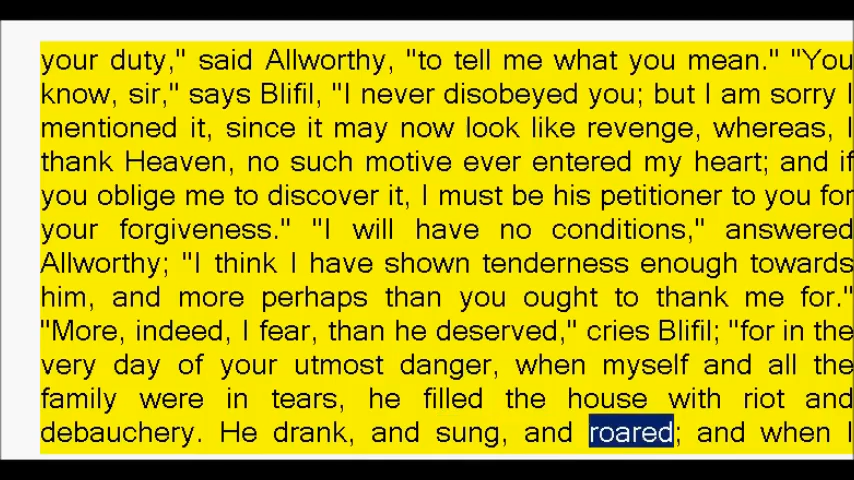 your duty," said Allworthy, "to tell me what you mean." "You
know, sir," says Blifil, "I never disobeyed you; but I am sorry I
mentioned it, since it may now look like revenge, whereas, I
thank Heaven, no such motive ever entered my heart; and if
you oblige me to discover it, I must be his petitioner to you for
your forgiveness." "I will have no conditions," answered
Allworthy; "I think I have shown tenderness enough towards
him, and more perhaps than you ought to thank me for."
"More, indeed, I fear, than he deserved," cries Blifil; "for in the
very day of your utmost danger, when myself and all the
family were in tears, he filled the house with riot and
debauchery. He drank, and sung, and roared; and when I